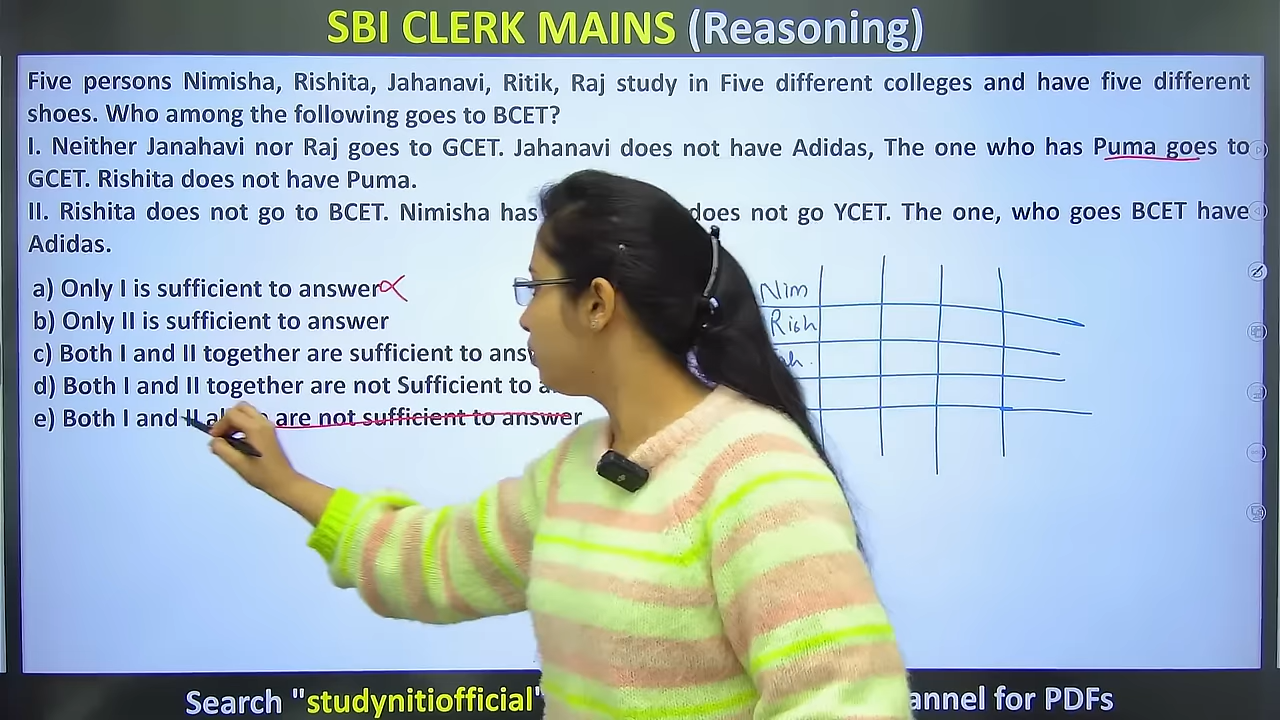 SBI CLERK MAINS (Reasoning)
Five persons Nimisha, Rishita, Jahanavi, Ritik, Raj study in Five different colleges and have five different
shoes. Who among the following goes to BCET?
I. Neither Janahavi nor Raj goes to GCET. Jahanavi does not have Adidas, The one who has Puma goes to
GCET. Rishita does not have Puma.
II. Rishita does not go to BCET. Nimisha has does not go YCET. The one, who goes BCET have
Adidas.
a) Only I is sufficient to answer
Nim
b) Only II is sufficient to answer
Rish
c) Both I and II together are sufficient to
d) Both I and II together are not Sufficient to
e) Both I and are not sufficient to answer
Search "studynitiofficial" for PDFs